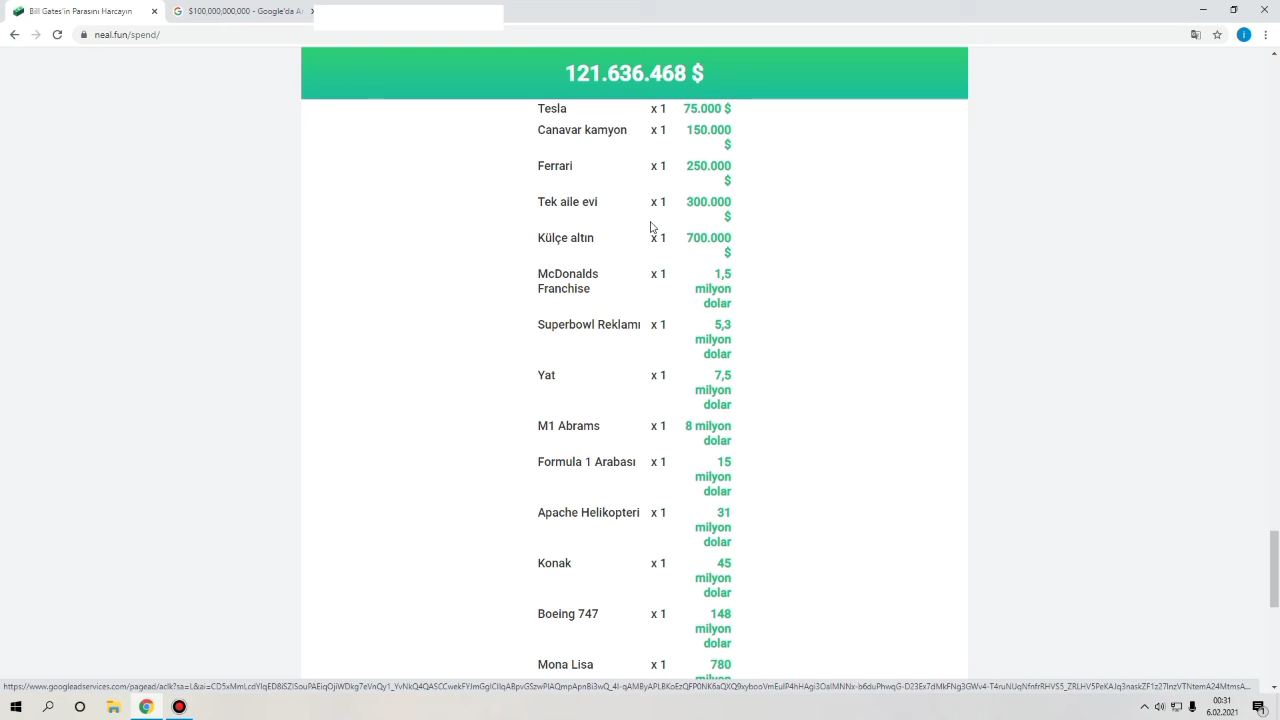 Bill Gates'in Parasını Harcayın
$100,000,000,000 - Google'da Ar
neal.fun/spend/
121.636.468 $
Tesla x 1 75.000 $
Canavar kamyon x 1 150.000
$
Ferrari x 1 250.000
$
Tek aile evi x 1 300.000
$
Külçe altın x 1 700.000
$
McDonalds x 1 1,5
Franchise milyon
dolar
Superbowl Reklamı x 1 5,3
milyon
dolar
Yat x 1 7,5
milyon
dolar
M1 Abrams x 1 8 milyon
dolar
Formula 1 Arabası x 1 15
milyon
dolar
Apache Helikopteri x 1 31
milyon
dolar
Konak x 1 45
milyon
dolar
Boeing 747 x 1 148
milyon
dolar
Mona Lisa x 1 780
milyon
00:31
6.02.2021